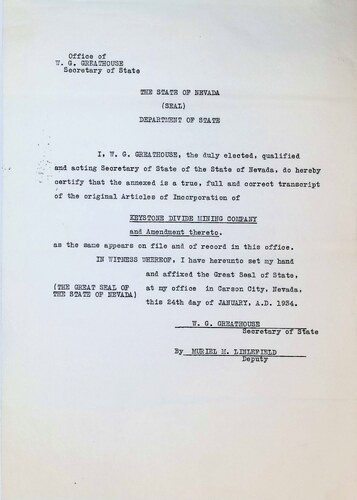 Office of
W. G. GREATHOUSE
Secretary of State
THE STATE OF NEVADA
(SEAL)
DEPARTMENT OF STATE
I, W. G. GREATHOUSE, the duly elected, qualified
and acting Secretary of State of the State of Nevada, do hereby
certify that the annexed is a true, full and correct transcript
of the original Articles of Incorporation of
KEYSTONE DIVIDE MINING COMPANY
and Amendment thereto.
as the same appears on file and of record in this office.
IN WITNESS WHEREOF, I have hereunto set my hand
and affixed the Great Seal of State,
(THE GREAT SEAL OF
THE STATE OF NEVADA)
at my office in Carson City, Nevada,
this 24th day of JANUARY, A.D. 1934.
W. G. GREATHOUSE
Secretary of State
By MURIEL M. LINLEFIELD
Deputy